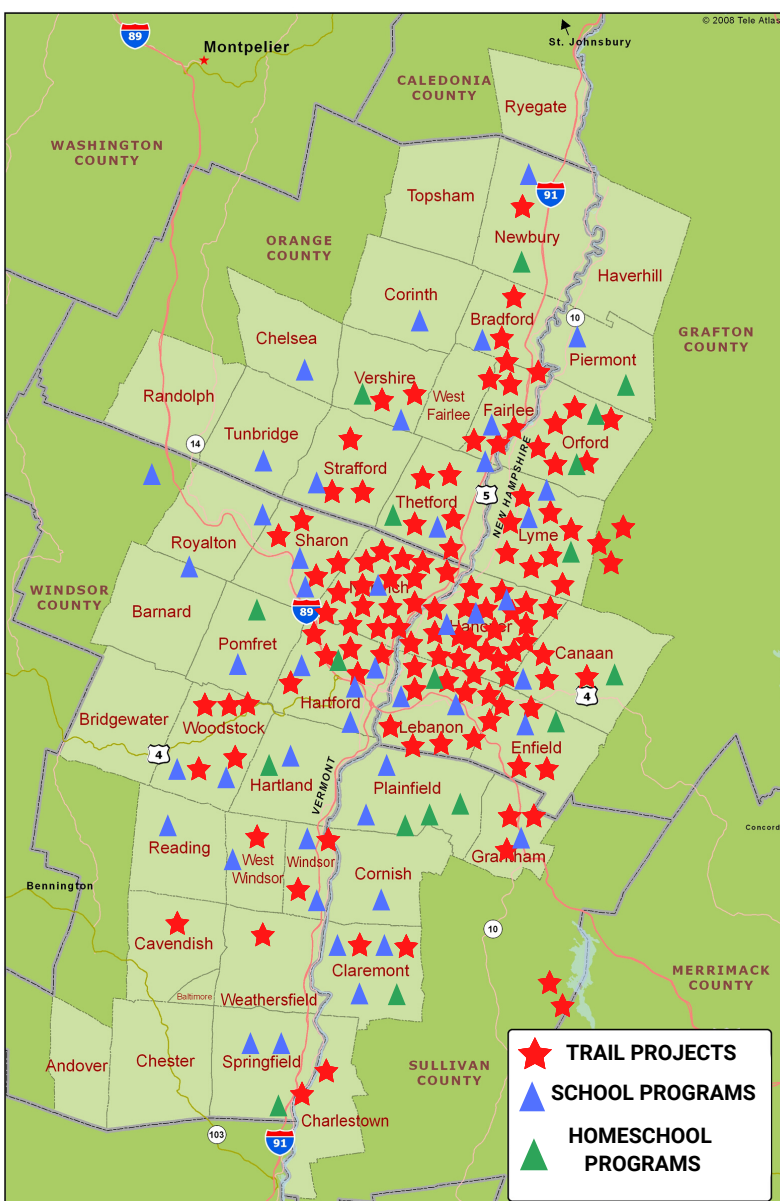 © 2008 Tele Atlas
St. Johnsbury
89
Montpelier
CALEDONIA
COUNTY
Ryegate
WASHINGTON
COUNTY
Topsham
91
Newbury
ORANGE
COUNTY
Haverhill
Corinth
Bradford
10
Chelsea
GRAFTON
COUNTY
Piermont
Vershire
West
Fairlee
Randolph
Fairlee
Tunbridge
14
Orford
Strafford
NEW HAMPSHIRE
5
Thetford
Lyme
Sharon
Royalton
WINDSOR
COUNTY
Norwich
Barnard
89
Hanover
Pomfret
Canaan
4
Hartford
Bridgewater
Woodstock
Lebanon
Enfield
4
Hartland
VERMONT
Plainfield
Concord
Reading
West
Windsor
Windsor
Grantham
Cornish
Bennington
10
Cavendish
Claremont
MERRIMACK
COUNTY
Baltimore
Weathersfield
Andover
Chester
Springfield
SULLIVAN
COUNTY
Charlestown
103
91
TRAIL PROJECTS
SCHOOL PROGRAMS
HOMESCHOOL
PROGRAMS